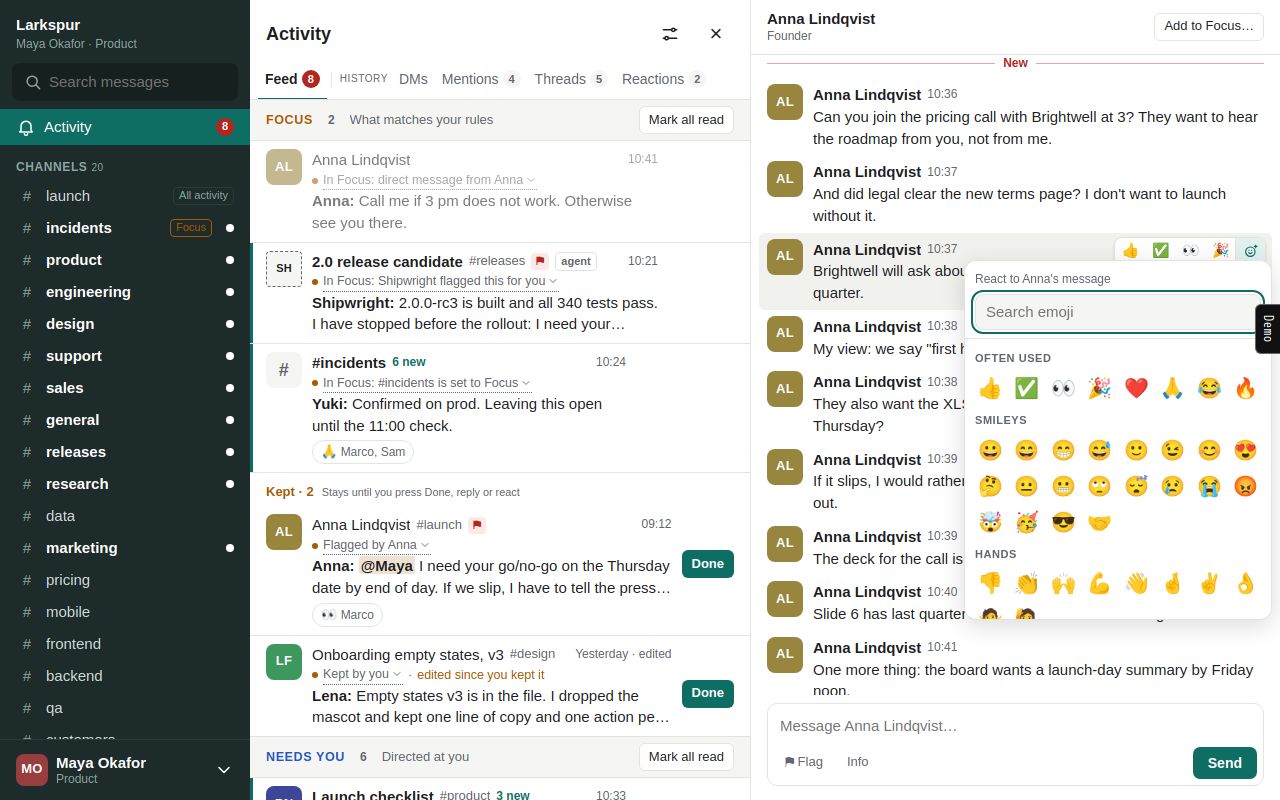 Larkspur
Maya Okafor · Product
Search messages
Activity
8
CHANNELS 20
# launch All activity
# incidents Focus
# product
# engineering
# design
# support
# sales
# general
# releases
# research
# data
# marketing
# pricing
# mobile
# frontend
# backend
# qa
# customers
MO
Maya Okafor
Product
Activity
Feed 8
HISTORY
DMs
Mentions 4
Threads 5
Reactions 2
FOCUS 2 What matches your rules
Mark all read
AL
Anna Lindqvist 10:41
In Focus: direct message from Anna
Anna: Call me if 3 pm does not work. Otherwise
see you there.
SH
2.0 release candidate #releases agent 10:21
In Focus: Shipwright flagged this for you
Shipwright: 2.0.0-rc3 is built and all 340 tests pass.
I have stopped before the rollout: I need your…
#
#incidents 6 new 10:24
In Focus: #incidents is set to Focus
Yuki: Confirmed on prod. Leaving this open
until the 11:00 check.
Marco, Sam
Kept · 2 Stays until you press Done, reply or react
AL
Anna Lindqvist #launch 09:12
Flagged by Anna
Anna: @Maya I need your go/no-go on the Thursday
date by end of day. If we slip, I have to tell the press…
Done
Marco
LF
Onboarding empty states, v3 #design Yesterday · edited
Kept by you · edited since you kept it
Lena: Empty states v3 is in the file. I dropped the
mascot and kept one line of copy and one action pe…
Done
NEEDS YOU 6 Directed at you
Mark all read
Launch checklist #product 3 new 10:33
Anna Lindqvist
Founder
Add to Focus…
New
AL
Anna Lindqvist 10:36
Can you join the pricing call with Brightwell at 3? They want to hear
the roadmap from you, not from me.
AL
Anna Lindqvist 10:37
And did legal clear the new terms page? I don't want to launch
without it.
AL
Anna Lindqvist 10:37
Brightwell will ask abou
quarter.
AL
Anna Lindqvist 10:38
My view: we say "first h
AL
Anna Lindqvist 10:38
They also want the XLS
Thursday?
AL
Anna Lindqvist 10:39
If it slips, I would rather
out.
AL
Anna Lindqvist 10:39
The deck for the call is
AL
Anna Lindqvist 10:40
Slide 6 has last quarter
AL
Anna Lindqvist 10:41
One more thing: the board wants a launch-day summary by Friday
noon.
React to Anna's message
Search emoji
OFTEN USED
SMILEYS
HANDS
Demo
Message Anna Lindqvist…
Flag
Info
Send